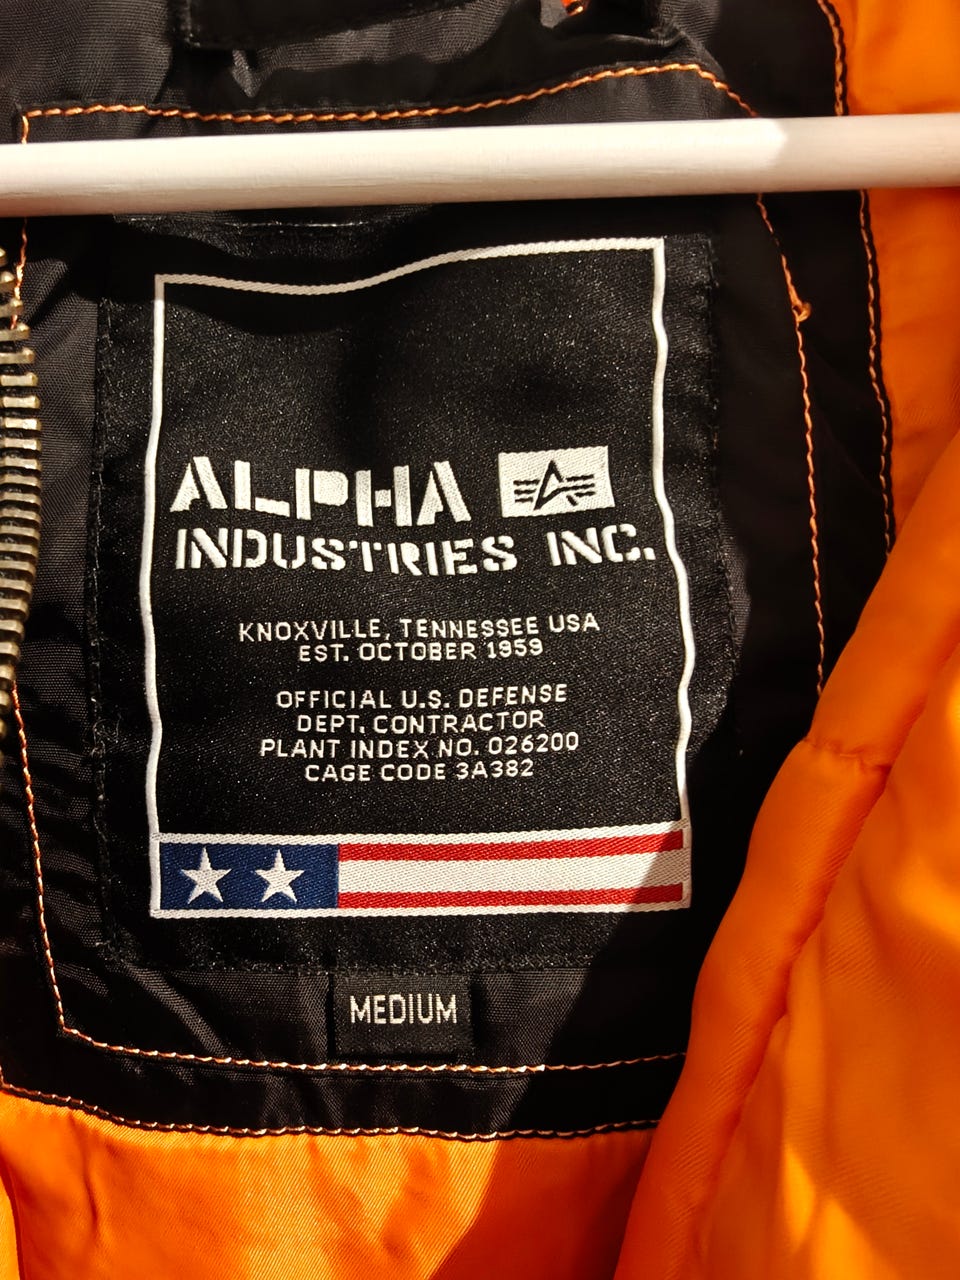 ALPHA
INDUSTRIES INC.
KNOXVILLE, TENNESSEE USA
EST. OCTOBER 1959
OFFICIAL U.S. DEFENSE
DEPT. CONTRACTOR
PLANT INDEX NO. 026200
CAGE CODE 3A382
MEDIUM